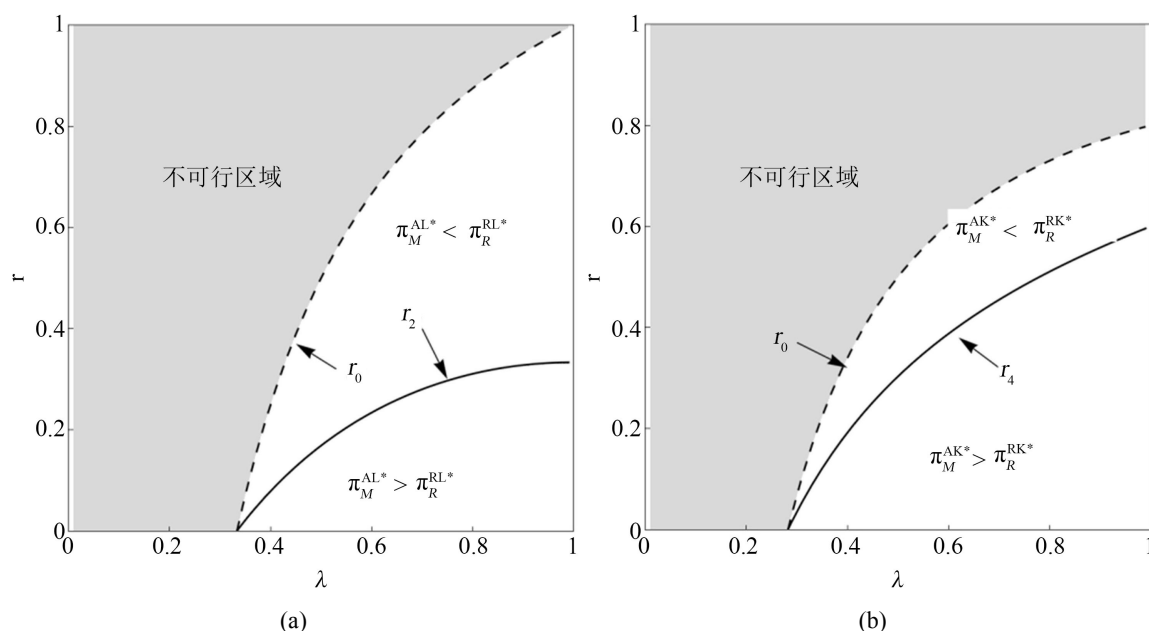 1
0.8
0.6
0.4
0.2
0
r
不可行区域
π_M^{AL*} < π_R^{RL*}
r_2
r_0
π_M^{AL*} > π_R^{RL*}
0 0.2 0.4 0.6 0.8 1
λ
(a)
1
0.8
0.6
0.4
0.2
0
r
不可行区域
π_M^{AK*} < π_R^{RK*}
r_0
r_4
π_M^{AK*} > π_R^{RK*}
0 0.2 0.4 0.6 0.8 1
λ
(b)